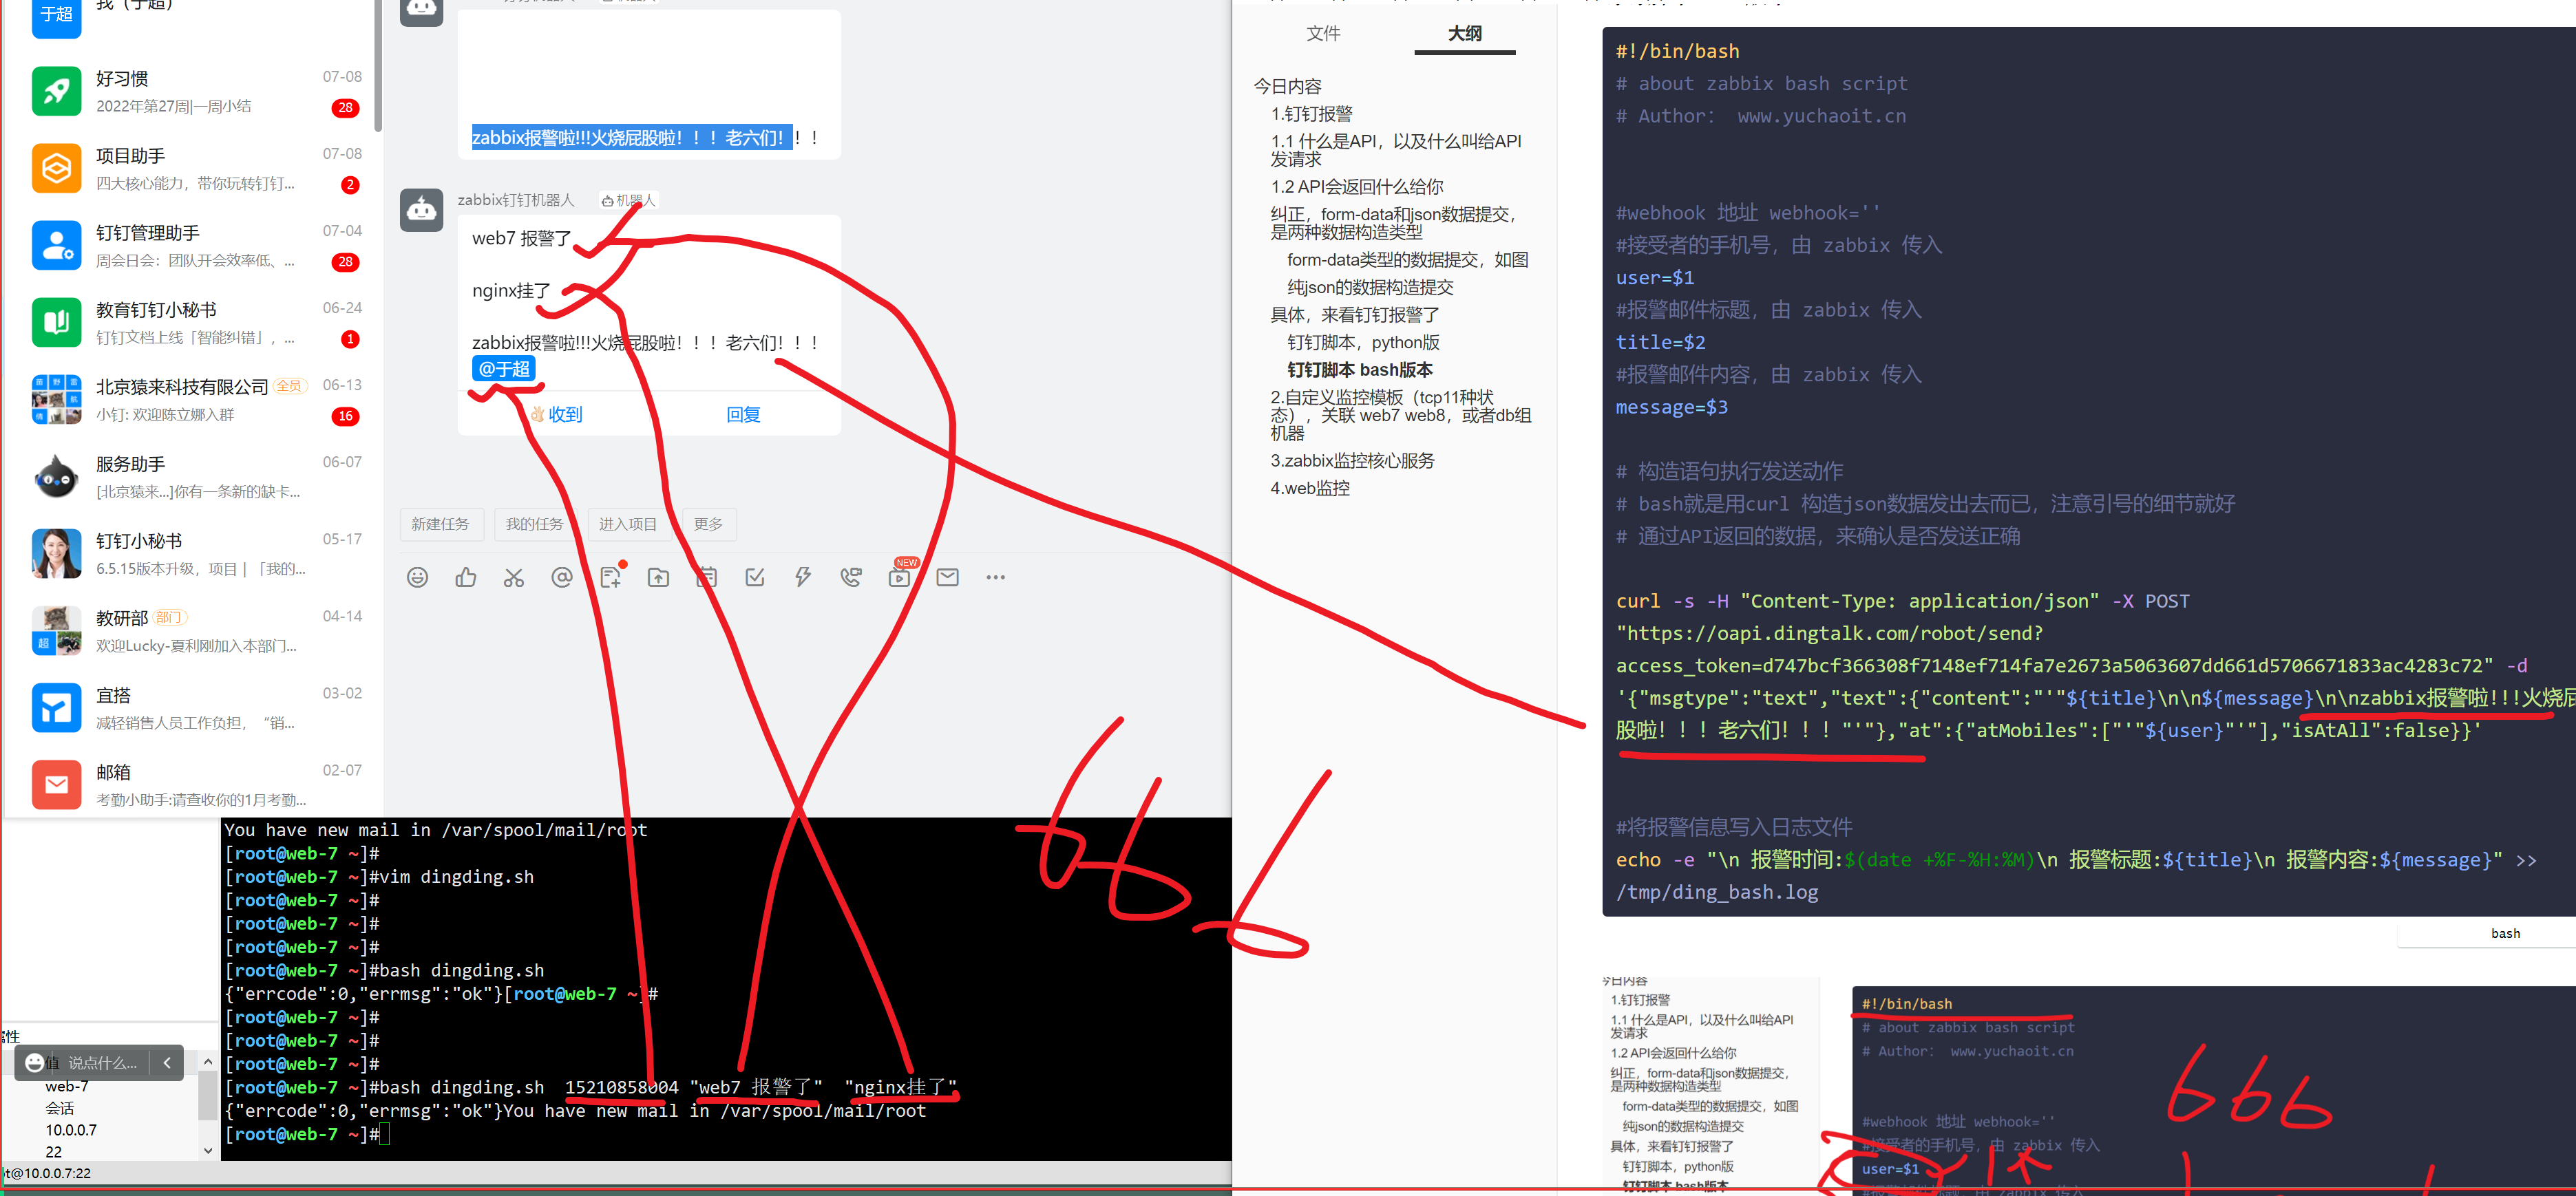 于超
我（于超）
好习惯
07-08
2022年第27周|一周小结
28
项目助手
07-08
四大核心能力，带你玩转钉钉...
2
钉钉管理助手
07-04
周会日会：团队开会效率低、...
28
教育钉钉小秘书
06-24
钉钉文档上线「智能纠错」，...
1
北京猿来科技有限公司 全员
06-13
小钉: 欢迎陈立娜入群
16
服务助手
06-07
[北京猿来...]你有一条新的缺卡...
钉钉小秘书
05-17
6.5.15版本升级，项目 | 「我的...
教研部 部门
04-14
欢迎Lucky-夏利刚加入本部门...
超
宜搭
03-02
减轻销售人员工作负担，“销...
邮箱
02-07
考勤小助手:请查收你的1月考勤...
zabbix报警啦!!!火烧屁股啦！！！老六们！！！
zabbix钉钉机器人 机器人
web7 报警了
nginx挂了
zabbix报警啦!!!火烧屁股啦！！！老六们！！！
@于超
收到
回复
新建任务
我的任务
进入项目
更多
NEW
You have new mail in /var/spool/mail/root
[root@web-7 ~]#
[root@web-7 ~]#vim dingding.sh
[root@web-7 ~]#
[root@web-7 ~]#
[root@web-7 ~]#
[root@web-7 ~]#bash dingding.sh
{"errcode":0,"errmsg":"ok"}[root@web-7 ~]#
[root@web-7 ~]#
[root@web-7 ~]#
[root@web-7 ~]#
[root@web-7 ~]#bash dingding.sh  15210858004 "web7 报警了"  "nginx挂了"
{"errcode":0,"errmsg":"ok"}You have new mail in /var/spool/mail/root
[root@web-7 ~]#
666
属性
值
说点什么...
web-7
会话
10.0.0.7
22
ot@10.0.0.7:22
文件
大纲
今日内容
1.钉钉报警
1.1 什么是API，以及什么叫给API
发请求
1.2 API会返回什么给你
纠正，form-data和json数据提交，
是两种数据构造类型
form-data类型的数据提交，如图
纯json的数据构造提交
具体，来看钉钉报警了
钉钉脚本，python版
钉钉脚本 bash版本
2.自定义监控模板（tcp11种状
态），关联 web7 web8，或者db组
机器
3.zabbix监控核心服务
4.web监控
#!/bin/bash
# about zabbix bash script
# Author： www.yuchaoit.cn
#webhook 地址 webhook=''
#接受者的手机号，由 zabbix 传入
user=$1
#报警邮件标题，由 zabbix 传入
title=$2
#报警邮件内容，由 zabbix 传入
message=$3
# 构造语句执行发送动作
# bash就是用curl 构造json数据发出去而已，注意引号的细节就好
# 通过API返回的数据，来确认是否发送正确
curl -s -H "Content-Type: application/json" -X POST
"https://oapi.dingtalk.com/robot/send?
access_token=d747bcf366308f7148ef714fa7e2673a5063607dd661d5706671833ac4283c72" -d
'{"msgtype":"text","text":{"content":"'"${title}\n\n${message}\n\nzabbix报警啦!!!火烧屁
股啦！！！老六们！！！"'"},"at":{"atMobiles":["'"${user}"'"],"isAtAll":false}}'
#将报警信息写入日志文件
echo -e "\n 报警时间:$(date +%F-%H:%M)\n 报警标题:${title}\n 报警内容:${message}" >>
/tmp/ding_bash.log
bash
今日内容
1.钉钉报警
1.1 什么是API，以及什么叫给API
发请求
1.2 API会返回什么给你
纠正，form-data和json数据提交，
是两种数据构造类型
form-data类型的数据提交，如图
纯json的数据构造提交
具体，来看钉钉报警了
钉钉脚本，python版
钉钉脚本 bash版本
#!/bin/bash
# about zabbix bash script
# Author： www.yuchaoit.cn
#webhook 地址 webhook=''
#接受者的手机号，由 zabbix 传入
user=$1
666